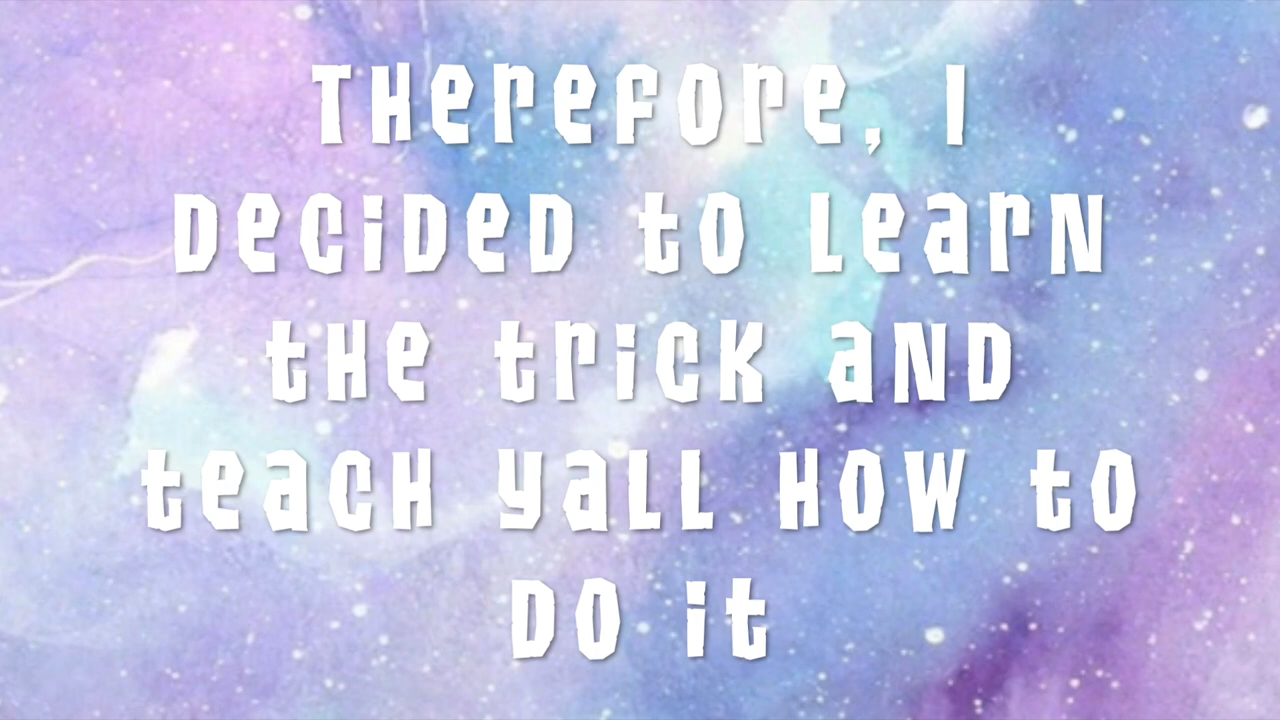 Therefore, I
decided to learn
the trick and
teach yall how to
do it